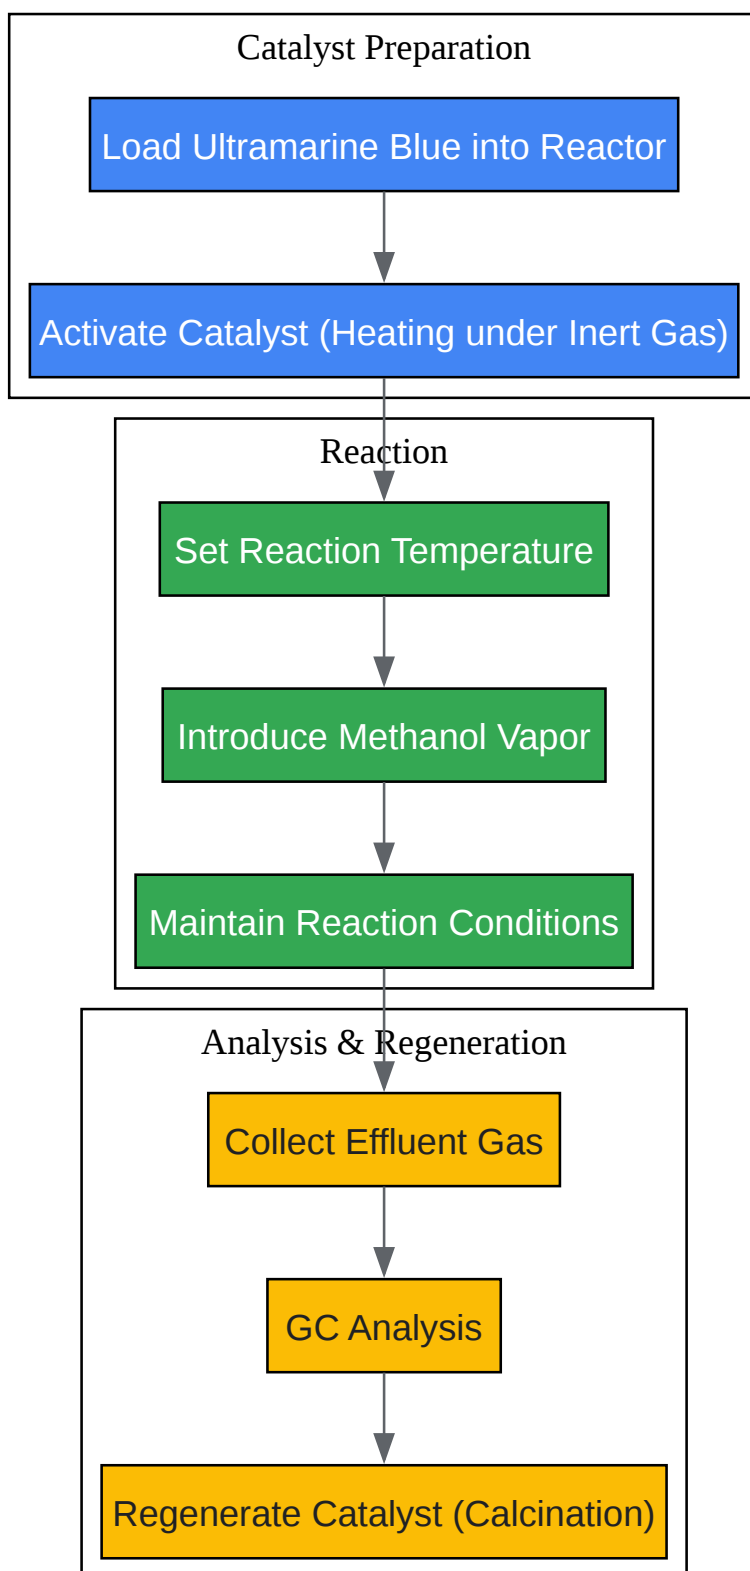 Catalyst Preparation
Load Ultramarine Blue into Reactor
Activate Catalyst (Heating under Inert Gas)
Reaction
Set Reaction Temperature
Introduce Methanol Vapor
Maintain Reaction Conditions
Analysis & Regeneration
Collect Effluent Gas
GC Analysis
Regenerate Catalyst (Calcination)